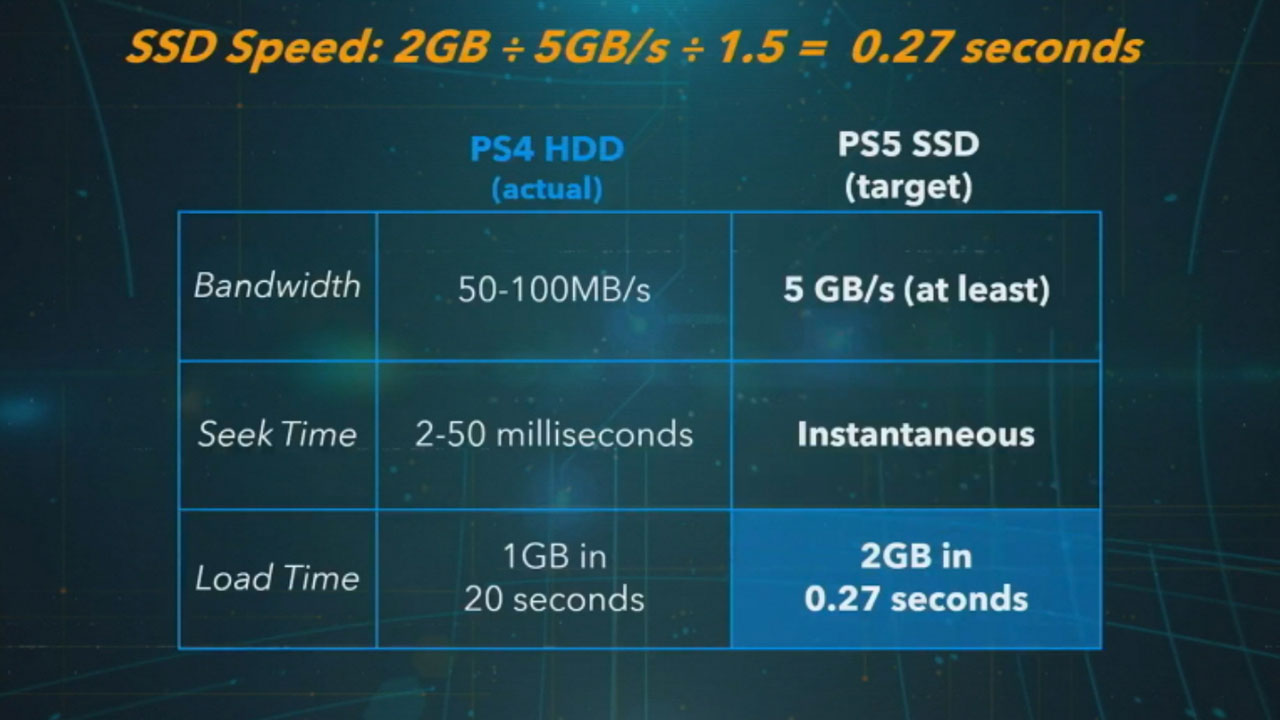 SSD Speed: 2GB ÷ 5GB/s ÷ 1.5 = 0.27 seconds
PS4 HDD
(actual)
PS5 SSD
(target)
Bandwidth
50-100MB/s
5 GB/s (at least)
Seek Time
2-50 milliseconds
Instantaneous
Load Time
1GB in
20 seconds
2GB in
0.27 seconds